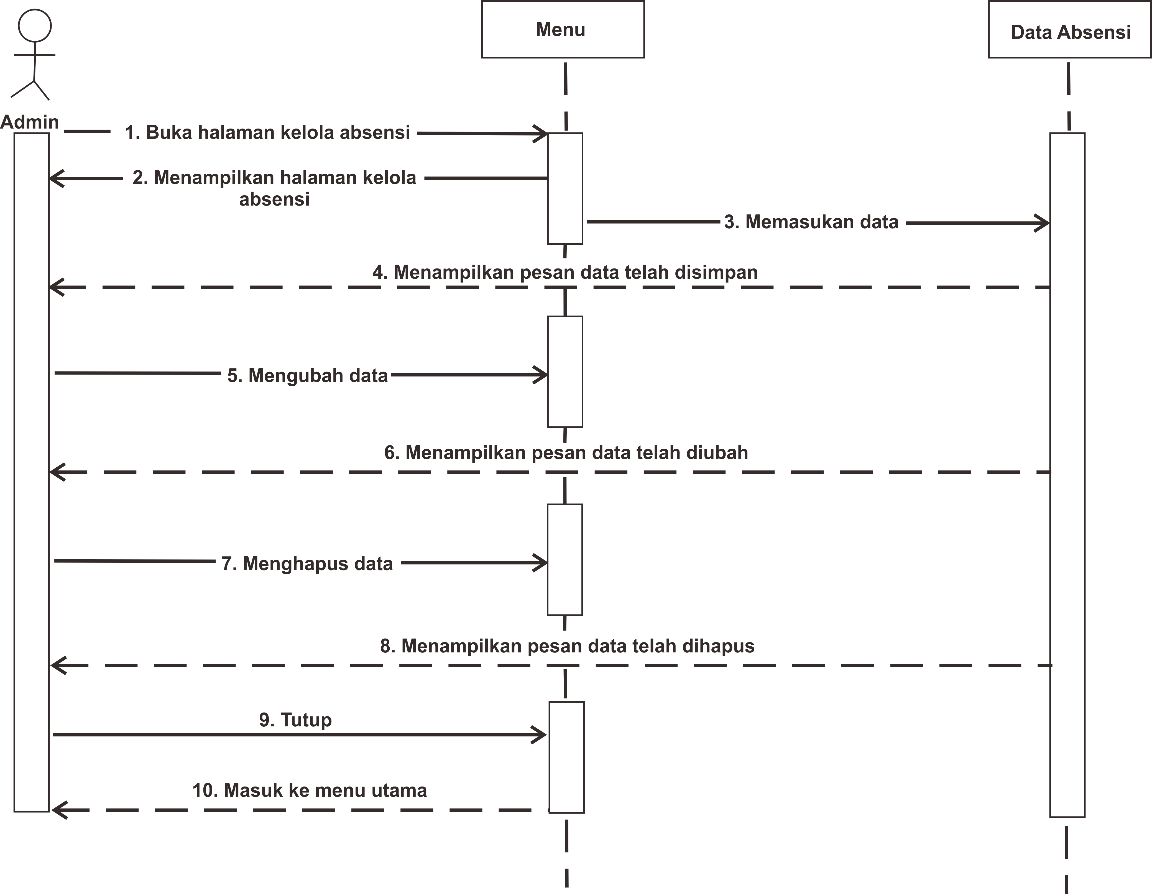 Menu
Data Absensi
Admin
1. Buka halaman kelola absensi
2. Menampilkan halaman kelola
absensi
3. Memasukan data
4. Menampilkan pesan data telah disimpan
5. Mengubah data
6. Menampilkan pesan data telah diubah
7. Menghapus data
8. Menampilkan pesan data telah dihapus
9. Tutup
10. Masuk ke menu utama